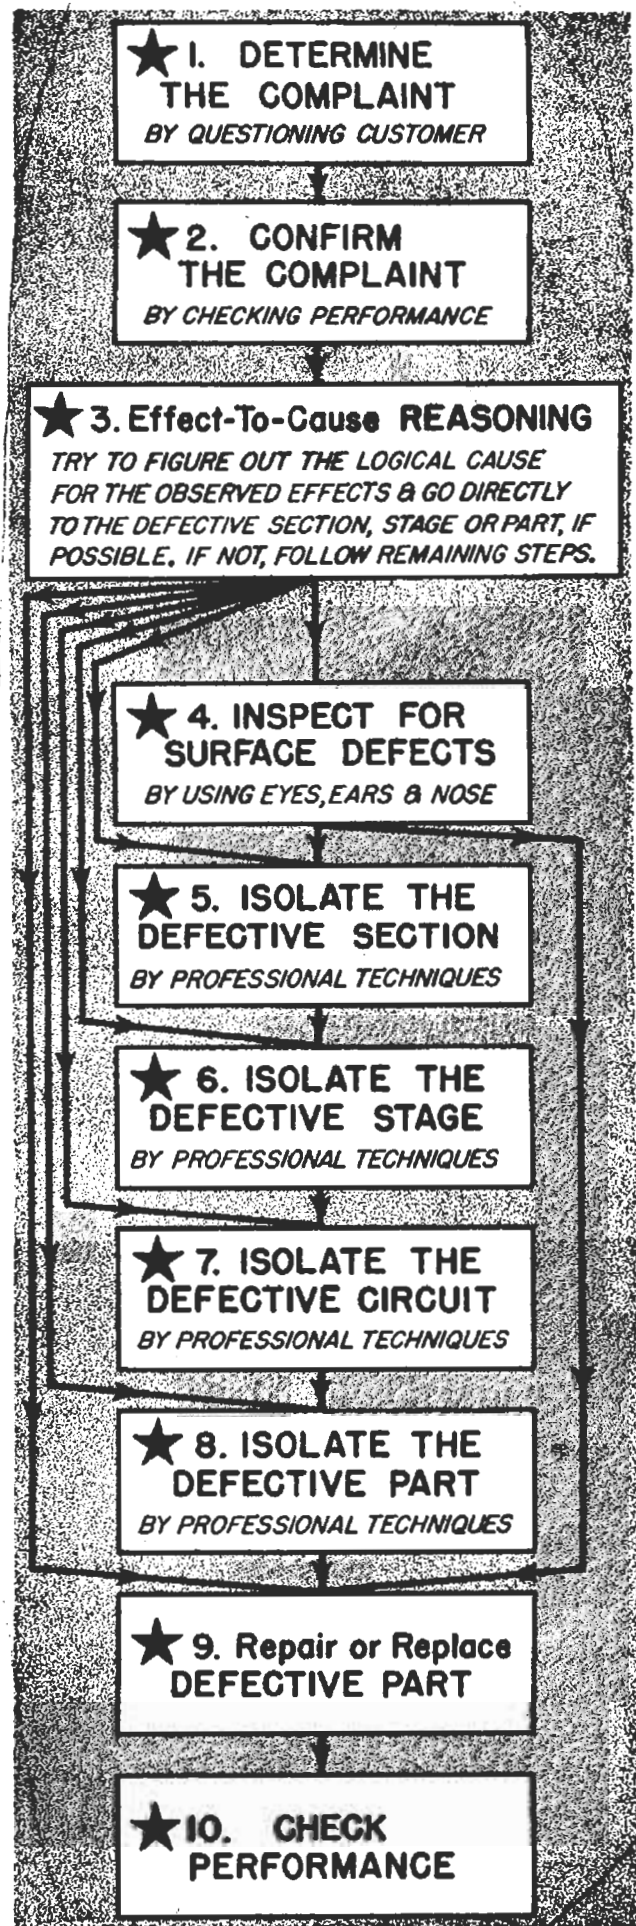 ★ 1. DETERMINE
THE COMPLAINT
BY QUESTIONING CUSTOMER
★ 2. CONFIRM
THE COMPLAINT
BY CHECKING PERFORMANCE
★ 3. Effect-To-Cause REASONING
TRY TO FIGURE OUT THE LOGICAL CAUSE
FOR THE OBSERVED EFFECTS & GO DIRECTLY
TO THE DEFECTIVE SECTION, STAGE OR PART, IF
POSSIBLE. IF NOT, FOLLOW REMAINING STEPS.
★ 4. INSPECT FOR
SURFACE DEFECTS
BY USING EYES, EARS & NOSE
★ 5. ISOLATE THE
DEFECTIVE SECTION
BY PROFESSIONAL TECHNIQUES
★ 6. ISOLATE THE
DEFECTIVE STAGE
BY PROFESSIONAL TECHNIQUES
★ 7. ISOLATE THE
DEFECTIVE CIRCUIT
BY PROFESSIONAL TECHNIQUES
★ 8. ISOLATE THE
DEFECTIVE PART
BY PROFESSIONAL TECHNIQUES
★ 9. Repair or Replace
DEFECTIVE PART
★ 10. CHECK
PERFORMANCE